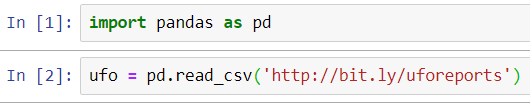 In [1]: import pandas as pd
In [2]: ufo = pd.read_csv('http://bit.ly/uforeports')